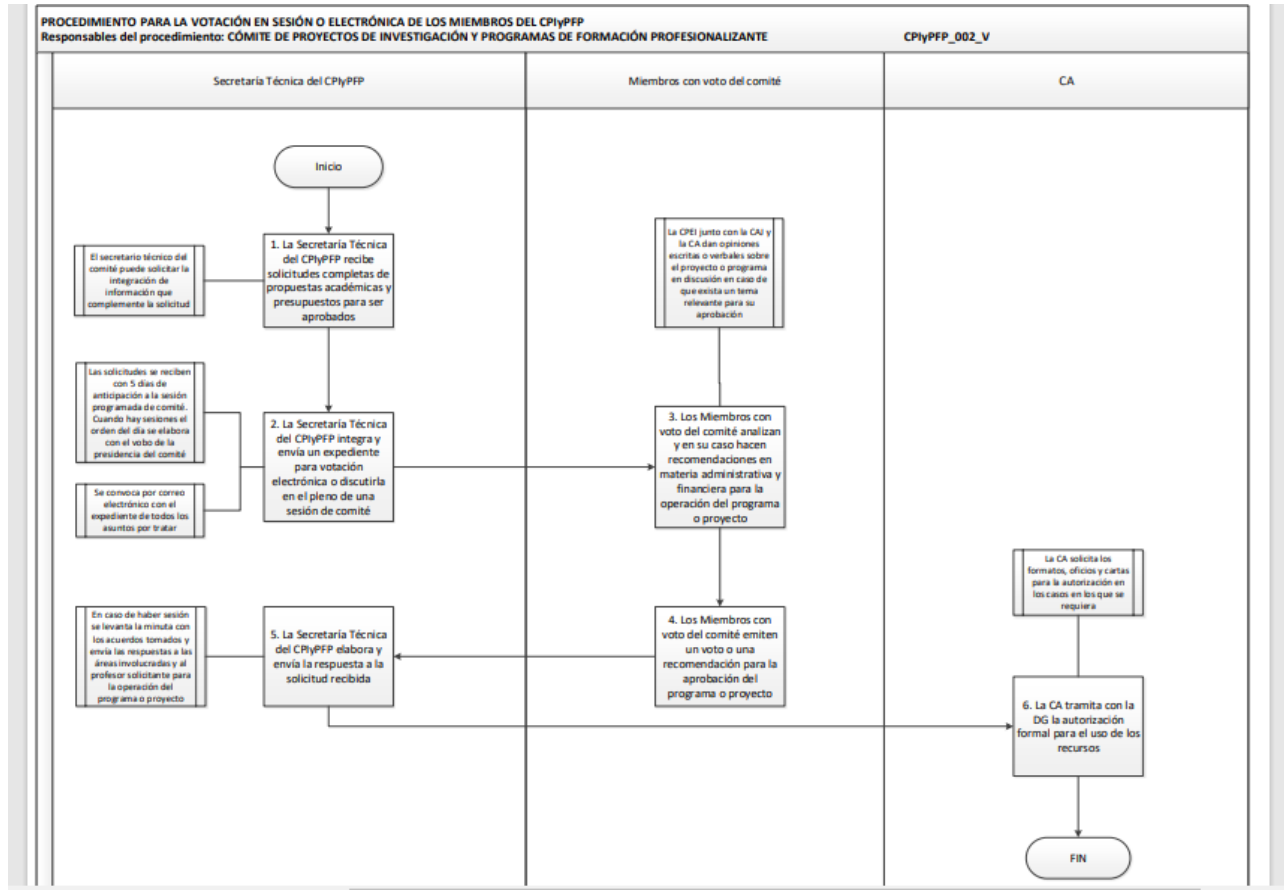 PROCEDIMIENTO PARA LA VOTACIÓN EN SESIÓN O ELECTRÓNICA DE LOS MIEMBROS DEL CPIyPFP
Responsables del procedimiento: CÓMITE DE PROYECTOS DE INVESTIGACIÓN Y PROGRAMAS DE FORMACIÓN PROFESIONALIZANTE CPIyPFP_002_V
Secretaría Técnica del CPIyPFP
Miembros con voto del comité
CA
Inicio
1. La Secretaría Técnica
del CPIyPFP recibe
solicitudes completas de
propuestas académicas y
presupuestos para ser
aprobados
El secretario técnico del
comité puede solicitar la
integración de
información que
complemente la solicitud
Las solicitudes se reciben
con 5 días de
anticipación a la sesión
programada de comité.
Cuando hay sesiones el
orden del día se elabora
con el vobo de la
presidencia del comité
Se convoca por correo
electrónico con el
expediente de todos los
asuntos por tratar
2. La Secretaría Técnica
del CPIyPFP integra y
envía un expediente
para votación
electrónica o discutirla
en el pleno de una
sesión de comité
La CPEI junto con la CAI y
la CA dan opiniones
escritas o verbales sobre
el proyecto o programa
en discusión en caso de
que exista un tema
relevante para su
aprobación
3. Los Miembros con
voto del comité analizan
y en su caso hacen
recomendaciones en
materia administrativa y
financiera para la
operación del programa
o proyecto
4. Los Miembros con
voto del comité emiten
un voto o una
recomendación para la
aprobación del
programa o proyecto
5. La Secretaría Técnica
del CPIyPFP elabora y
envía la respuesta a la
solicitud recibida
En caso de haber sesión
se levanta la minuta con
los acuerdos tomados y
envía las respuestas a las
áreas involucradas y al
profesor solicitante para
la operación del
programa o proyecto
La CA solicita los
formatos, oficios y cartas
para la autorización en
los casos en los que se
requiera
6. La CA tramita con la
DG la autorización
formal para el uso de los
recursos
FIN